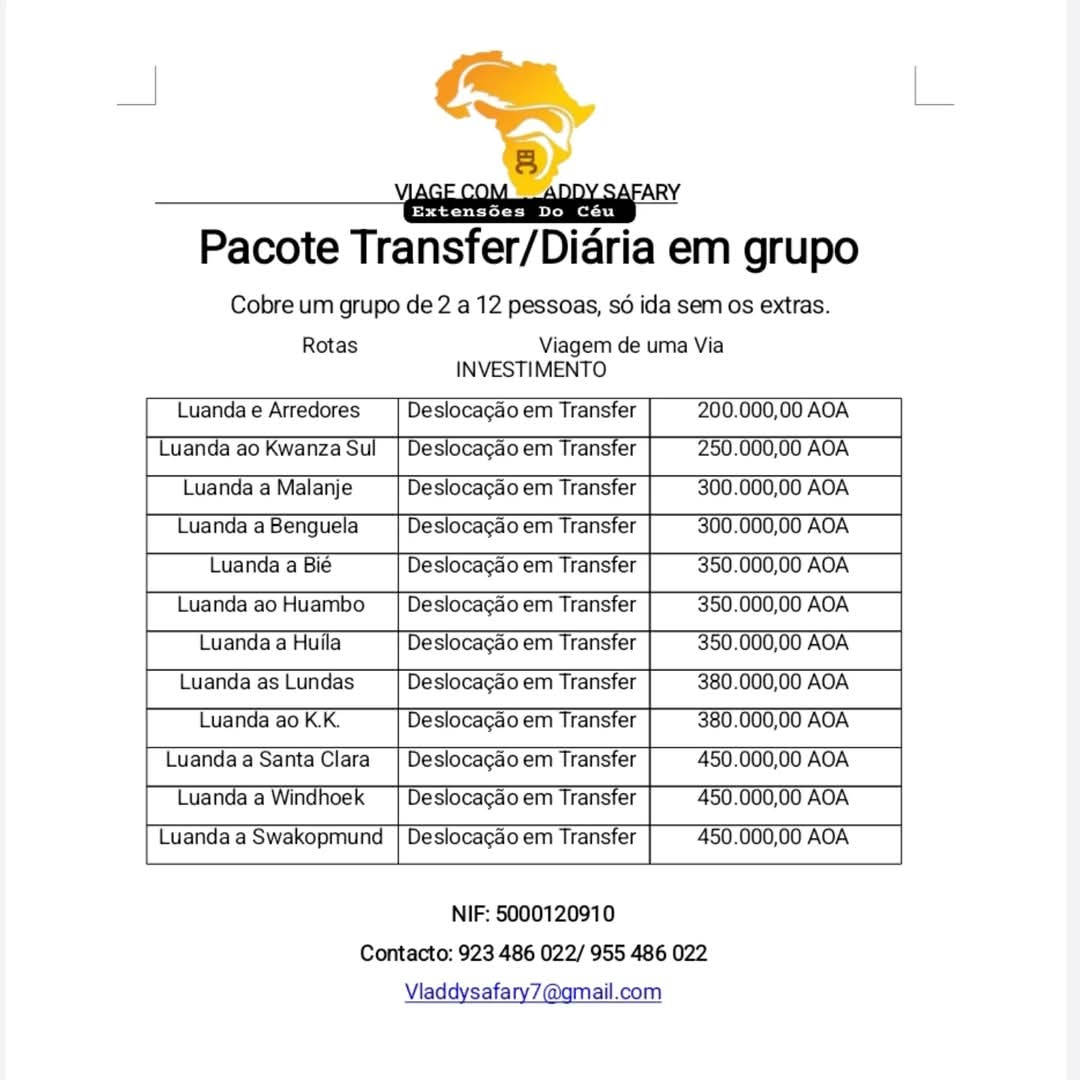 VIAGE COM ADDY SAFARY
Extensões Do Céu
Pacote Transfer/Diária em grupo
Cobre um grupo de 2 a 12 pessoas, só ida sem os extras.
Rotas Viagem de uma Via
INVESTIMENTO
Luanda e Arredores Deslocação em Transfer 200.000,00 AOA
Luanda ao Kwanza Sul Deslocação em Transfer 250.000,00 AOA
Luanda a Malanje Deslocação em Transfer 300.000,00 AOA
Luanda a Benguela Deslocação em Transfer 300.000,00 AOA
Luanda a Bié Deslocação em Transfer 350.000,00 AOA
Luanda ao Huambo Deslocação em Transfer 350.000,00 AOA
Luanda a Huíla Deslocação em Transfer 350.000,00 AOA
Luanda as Lundas Deslocação em Transfer 380.000,00 AOA
Luanda ao K.K. Deslocação em Transfer 380.000,00 AOA
Luanda a Santa Clara Deslocação em Transfer 450.000,00 AOA
Luanda a Windhoek Deslocação em Transfer 450.000,00 AOA
Luanda a Swakopmund Deslocação em Transfer 450.000,00 AOA
NIF: 5000120910
Contacto: 923 486 022/ 955 486 022
Vladdysafary7@gmail.com